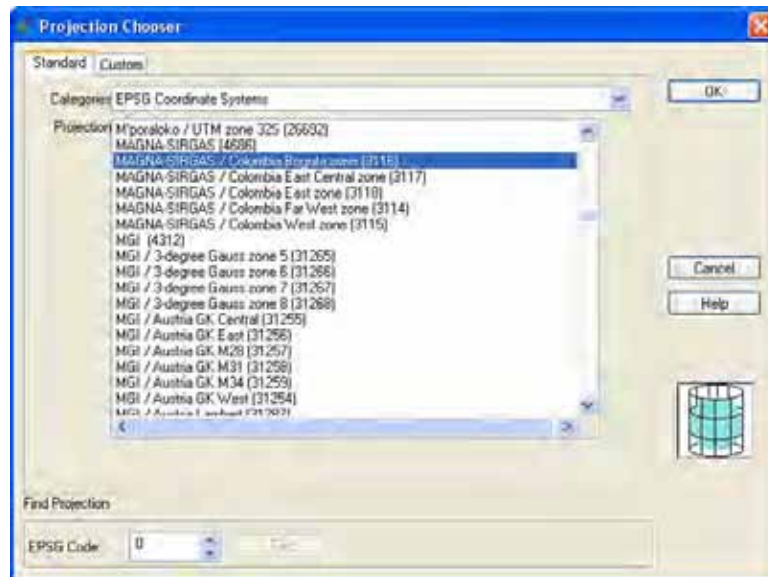 Projection Chooser
Standard
Custom
Categories
EPSG Coordinate Systems
OK
Projection
M'poraloko / UTM zone 32S (26692)
MAGNA-SIRGAS (4686)
MAGNA-SIRGAS / Colombia Bogota zone (3116)
MAGNA-SIRGAS / Colombia East Central zone (3117)
MAGNA-SIRGAS / Colombia East zone (3118)
MAGNA-SIRGAS / Colombia Far West zone (3114)
MAGNA-SIRGAS / Colombia West zone (3115)
MGI (4312)
MGI / 3-degree Gauss zone 5 (31265)
MGI / 3-degree Gauss zone 6 (31266)
MGI / 3-degree Gauss zone 7 (31267)
MGI / 3-degree Gauss zone 8 (31268)
MGI / Austria GK Central (31255)
MGI / Austria GK East (31256)
MGI / Austria GK M28 (31257)
MGI / Austria GK M31 (31258)
MGI / Austria GK M34 (31259)
MGI / Austria GK West (31254)
MGI / Austria Lambert (31287)
Cancel
Help
Find Projection
EPSG Code:
0